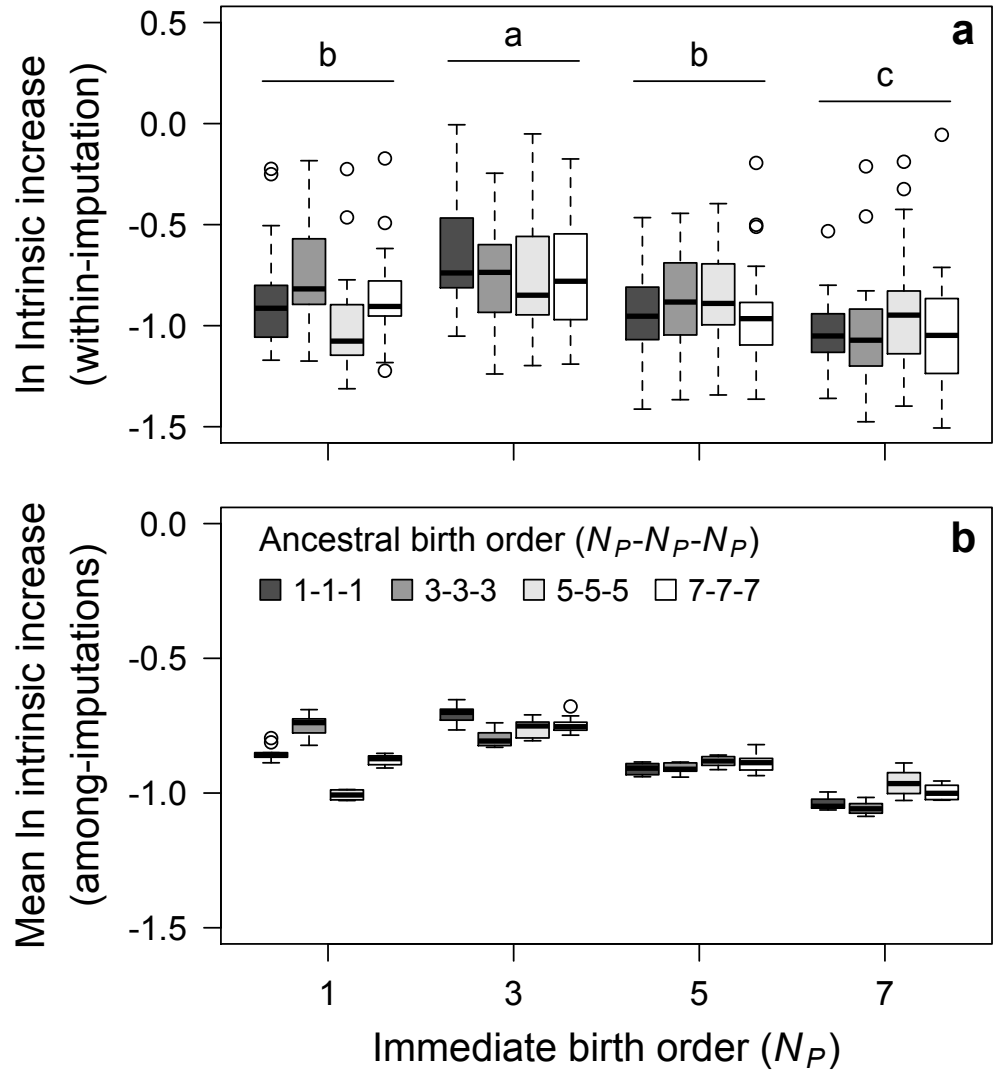 a
ln Intrinsic increase
(within-imputation)
0.5
0.0
-0.5
-1.0
-1.5
b
a
b
c
b
Mean ln intrinsic increase
(among-imputations)
0.0
-0.5
-1.0
-1.5
Ancestral birth order (NP-NP-NP)
1-1-1 3-3-3 5-5-5 7-7-7
1 3 5 7
Immediate birth order (NP)